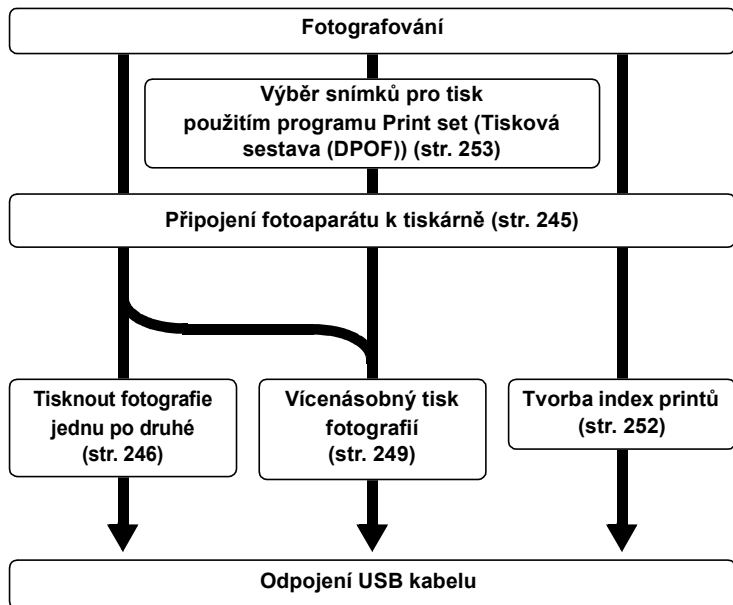 Fotografování
Výběr snímků pro tisk
použitím programu Print set (Tisková
sestava (DPOF)) (str. 253)
Připojení fotoaparátu k tiskárně (str. 245)
Tisknout fotografie
jednu po druhé
(str. 246)
Vícenásobný tisk
fotografií
(str. 249)
Tvorba index printů
(str. 252)
Odpojení USB kabelu